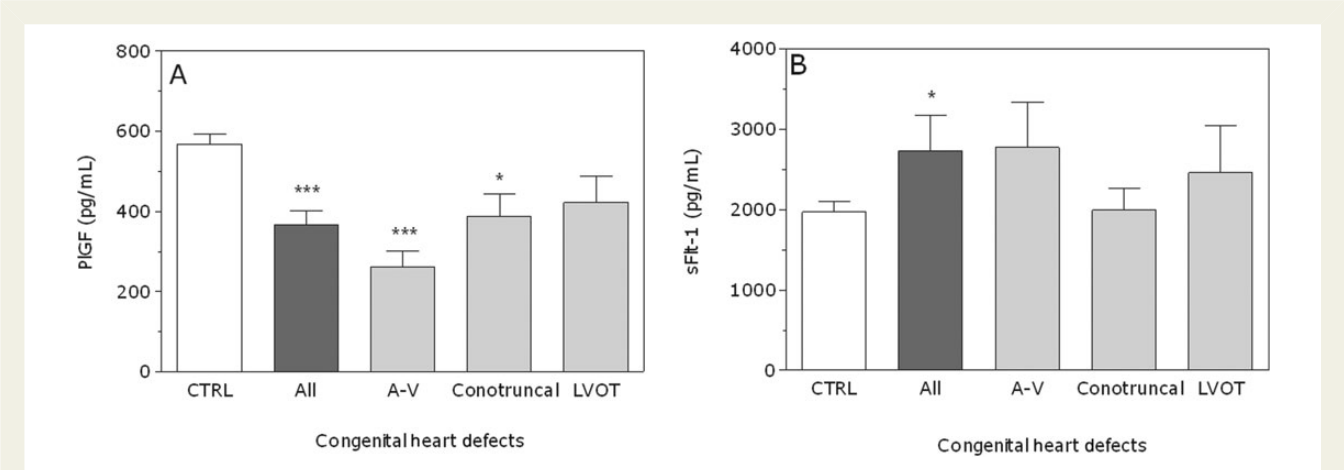 A
PlGF (pg/mL)
800
600
400
200
0
***
***
*
CTRL All A-V Conotruncal LVOT
Congenital heart defects
B
sFlt-1 (pg/mL)
4000
3000
2000
1000
0
*
CTRL All A-V Conotruncal LVOT
Congenital heart defects